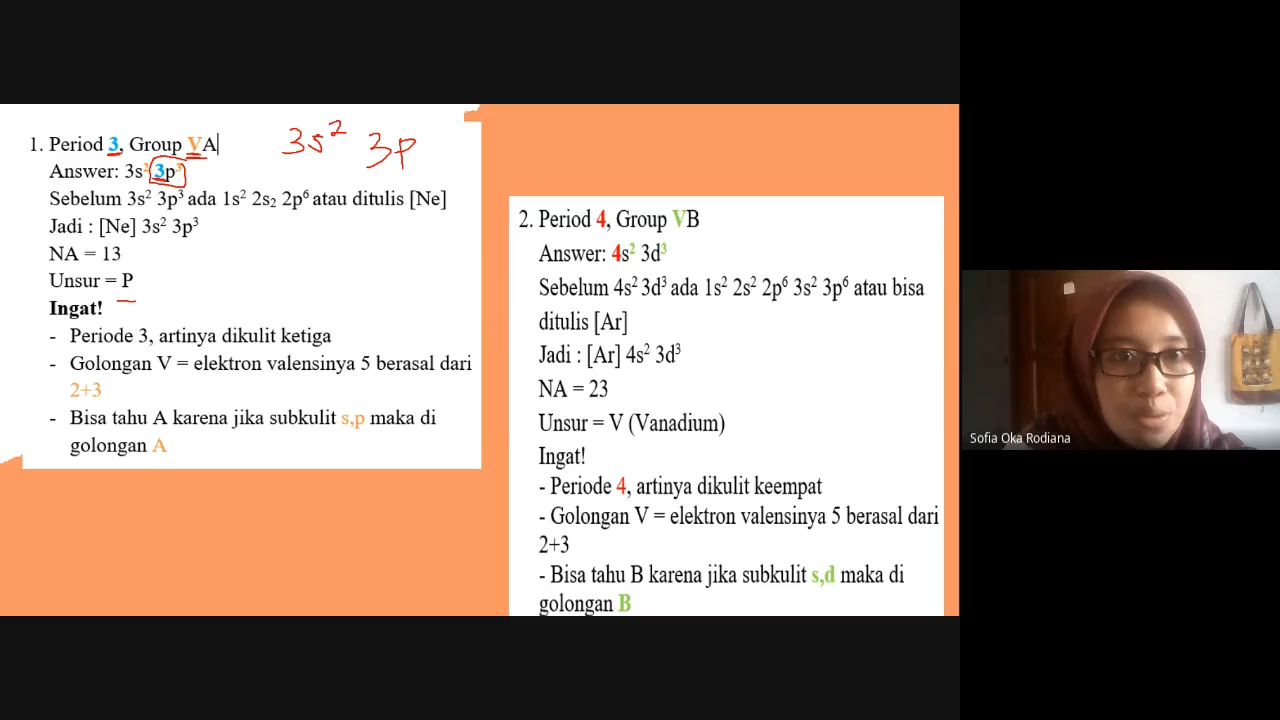 1. Period 3, Group VA
3s² 3p
Answer: 3s² 3p³
Sebelum 3s² 3p³ ada 1s² 2s₂ 2p⁶ atau ditulis [Ne]
Jadi : [Ne] 3s² 3p³
NA = 13
Unsur = P
Ingat!
- Periode 3, artinya dikulit ketiga
- Golongan V = elektron valensinya 5 berasal dari
2+3
- Bisa tahu A karena jika subkulit s,p maka di
golongan A
2. Period 4, Group VB
Answer: 4s² 3d³
Sebelum 4s² 3d³ ada 1s² 2s² 2p⁶ 3s² 3p⁶ atau bisa
ditulis [Ar]
Jadi : [Ar] 4s² 3d³
NA = 23
Unsur = V (Vanadium)
Ingat!
- Periode 4, artinya dikulit keempat
- Golongan V = elektron valensinya 5 berasal dari
2+3
- Bisa tahu B karena jika subkulit s,d maka di
golongan B
Sofia Oka Rodiana